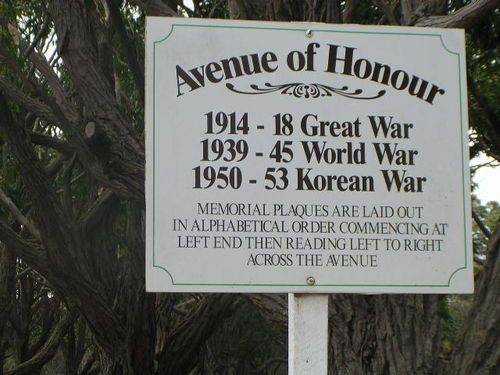 Avenue of Honour
1914 - 18 Great War
1939 - 45 World War
1950 - 53 Korean War
MEMORIAL PLAQUES ARE LAID OUT
IN ALPHABETICAL ORDER COMMENCING AT
LEFT END THEN READING LEFT TO RIGHT
ACROSS THE AVENUE